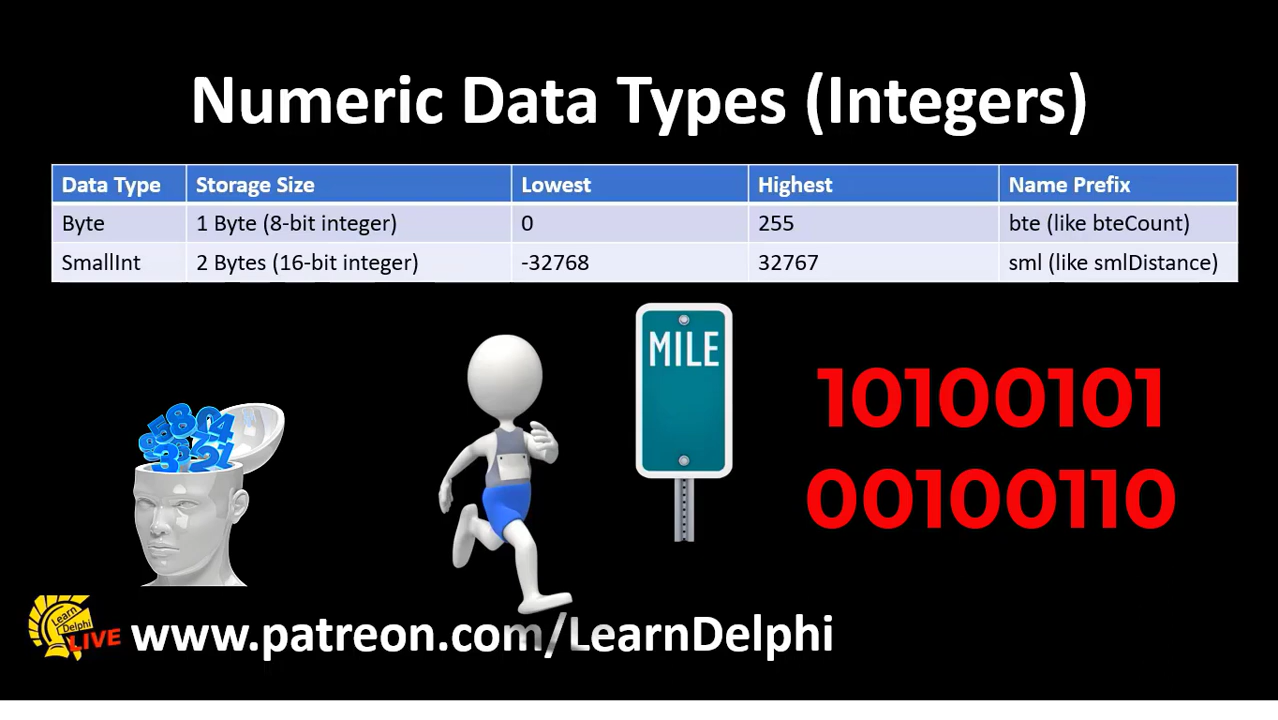 Numeric Data Types (Integers)
Data Type Storage Size Lowest Highest Name Prefix
Byte 1 Byte (8-bit integer) 0 255 bte (like bteCount)
SmallInt 2 Bytes (16-bit integer) -32768 32767 sml (like smlDistance)
MILE
10100101
00100110
Learn
Delphi
LIVE
www.patreon.com/LearnDelphi